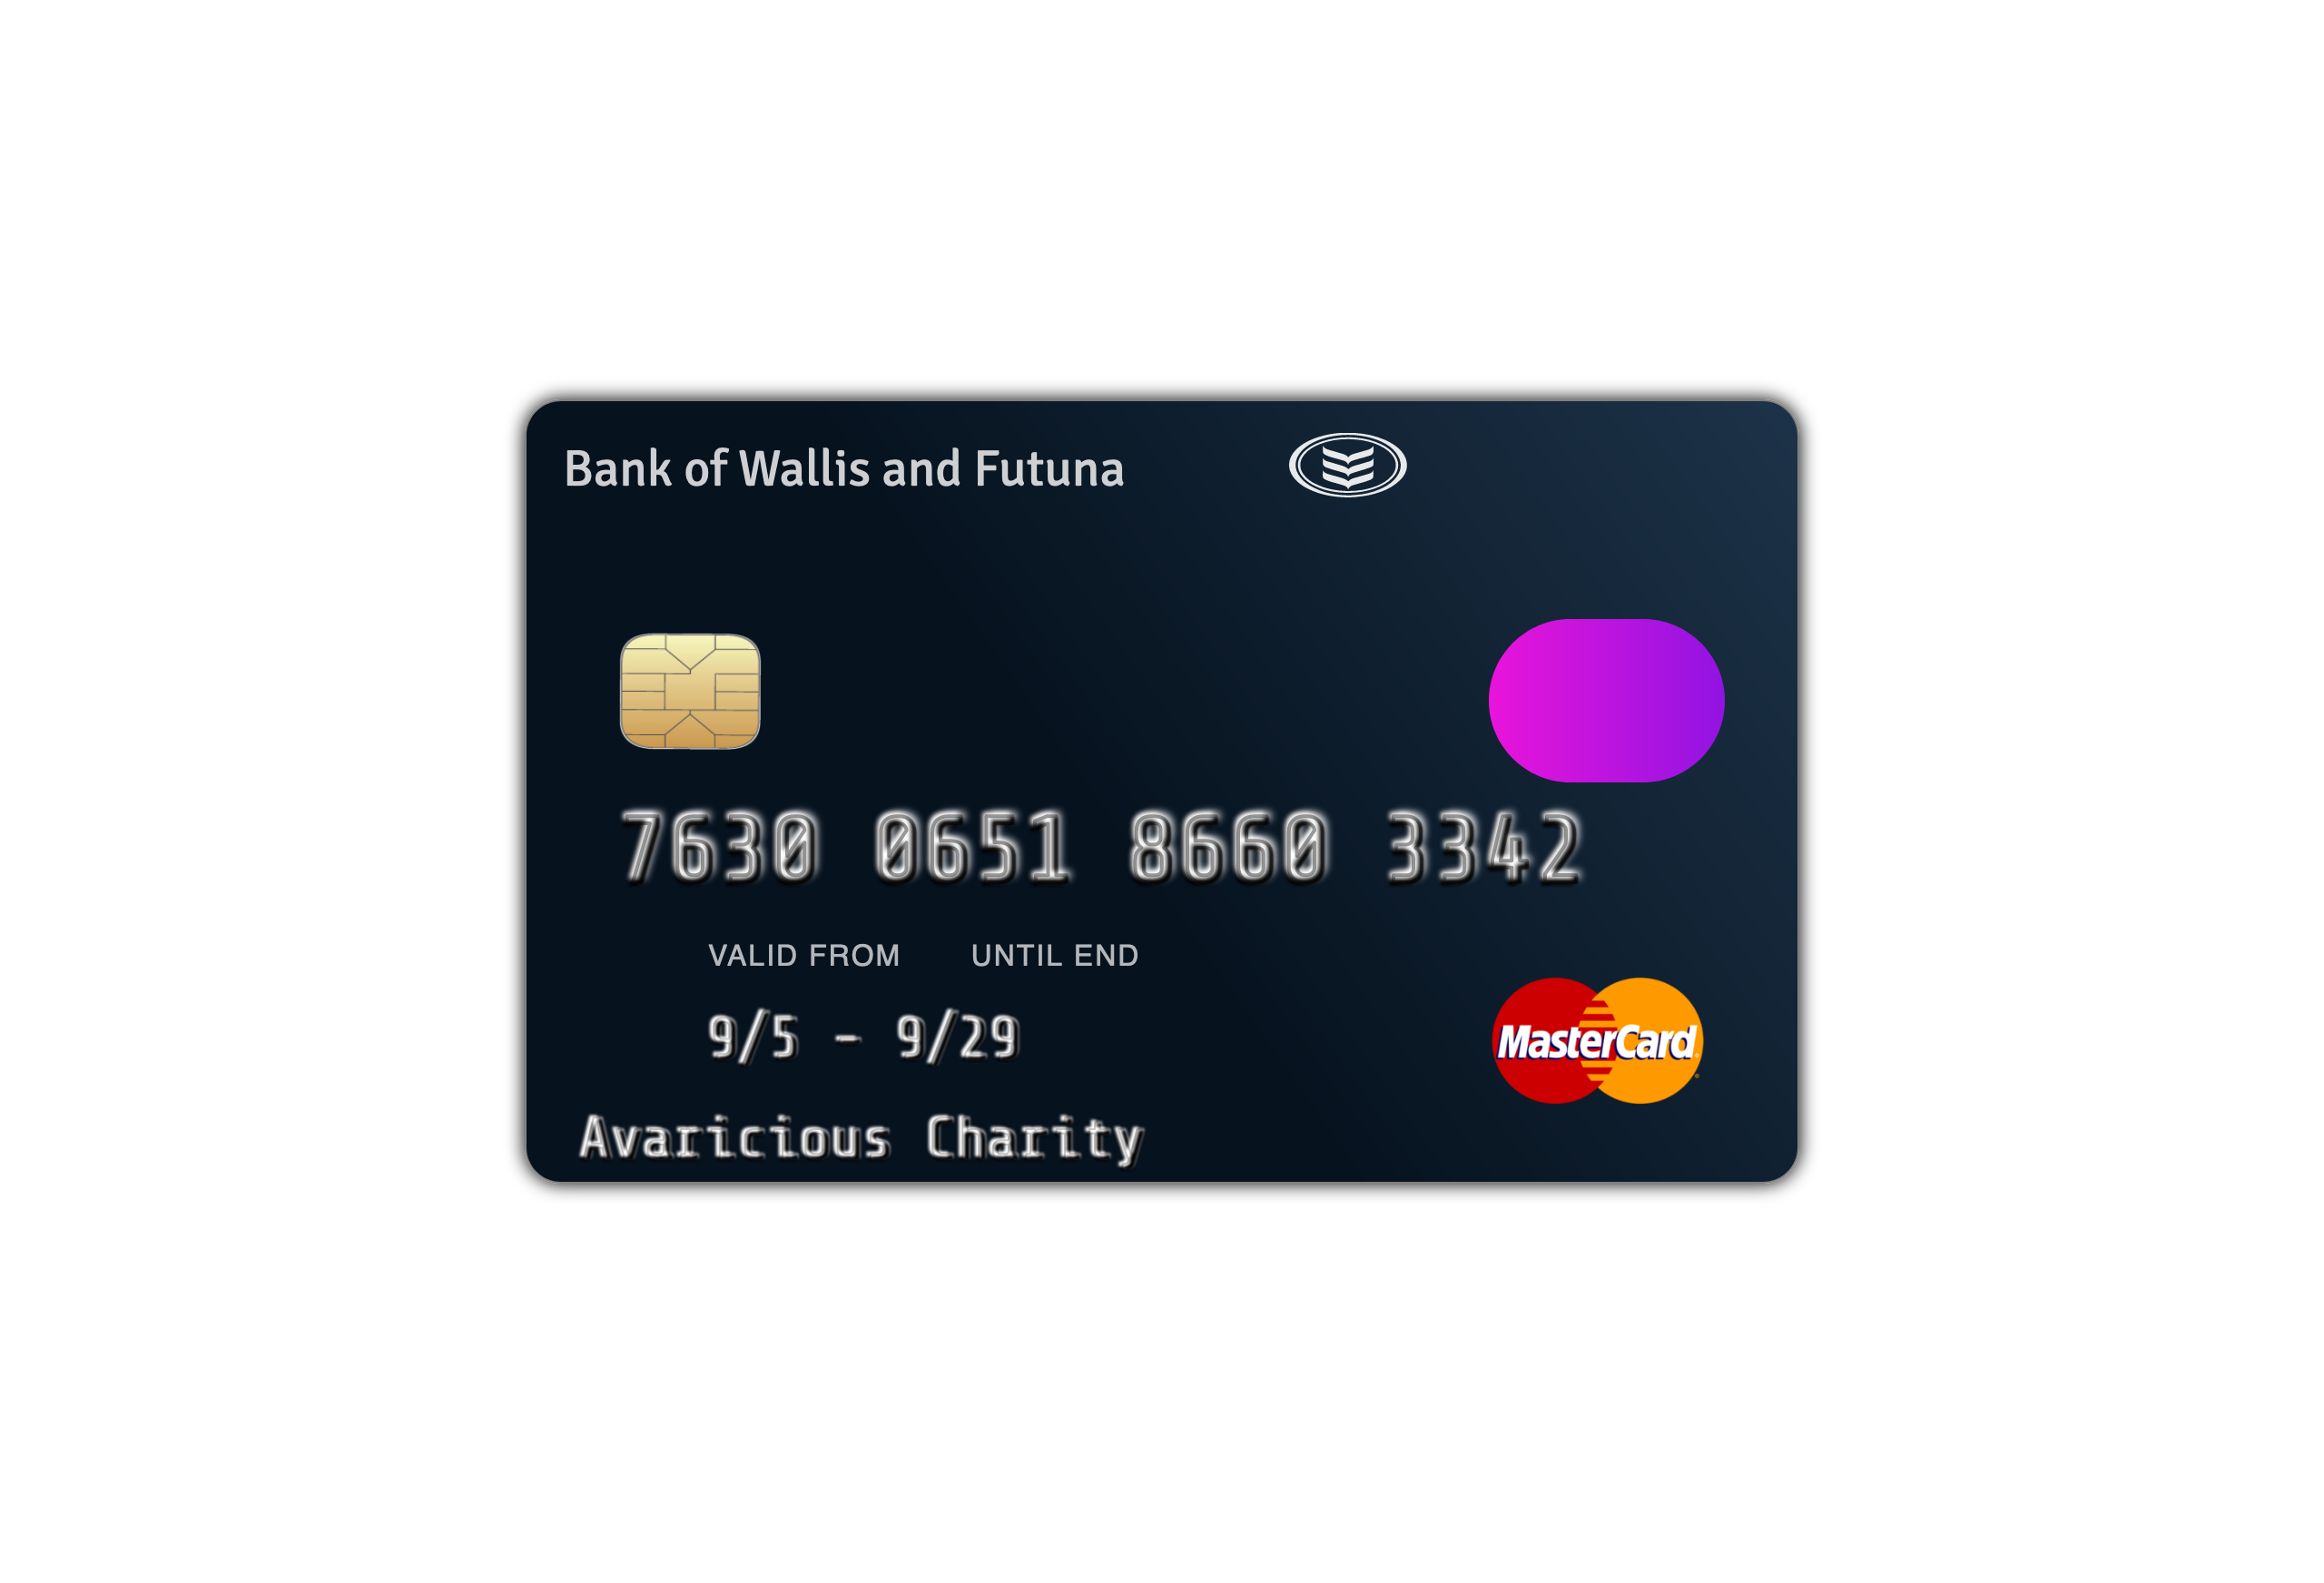 Bank of Wallis and Futuna
7630 0651 8660 3342
VALID FROM UNTIL END
9/5 - 9/29
MasterCard
Avaricious Charity